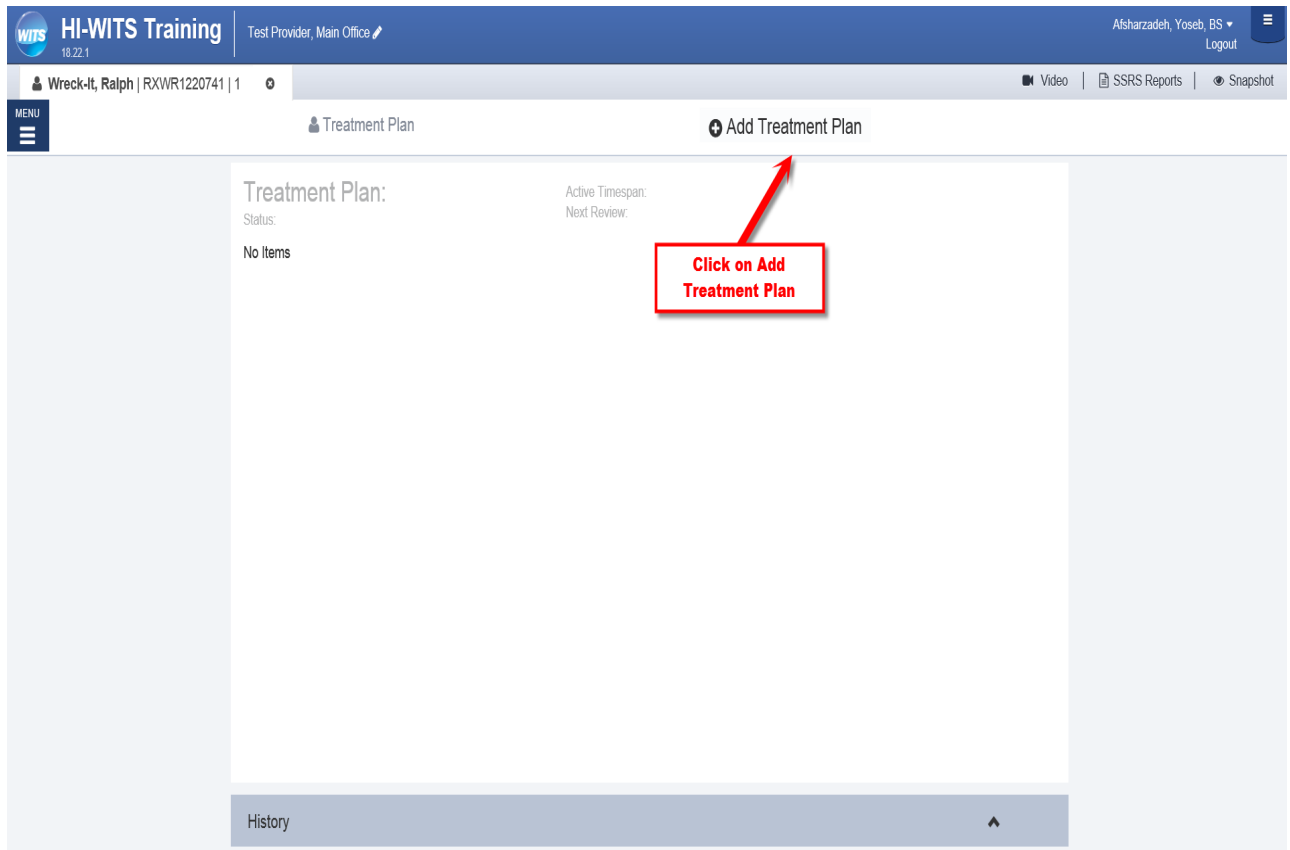 WITS
HI-WITS Training
18.22.1
Test Provider, Main Office
Afsharzadeh, Yoseb, BS
Logout
Wreck-It, Ralph | RXWR1220741 | 1
Video | SSRS Reports | Snapshot
MENU
Treatment Plan
Add Treatment Plan
Treatment Plan:
Status:
Active Timespan:
Next Review:
No Items
Click on Add
Treatment Plan
History